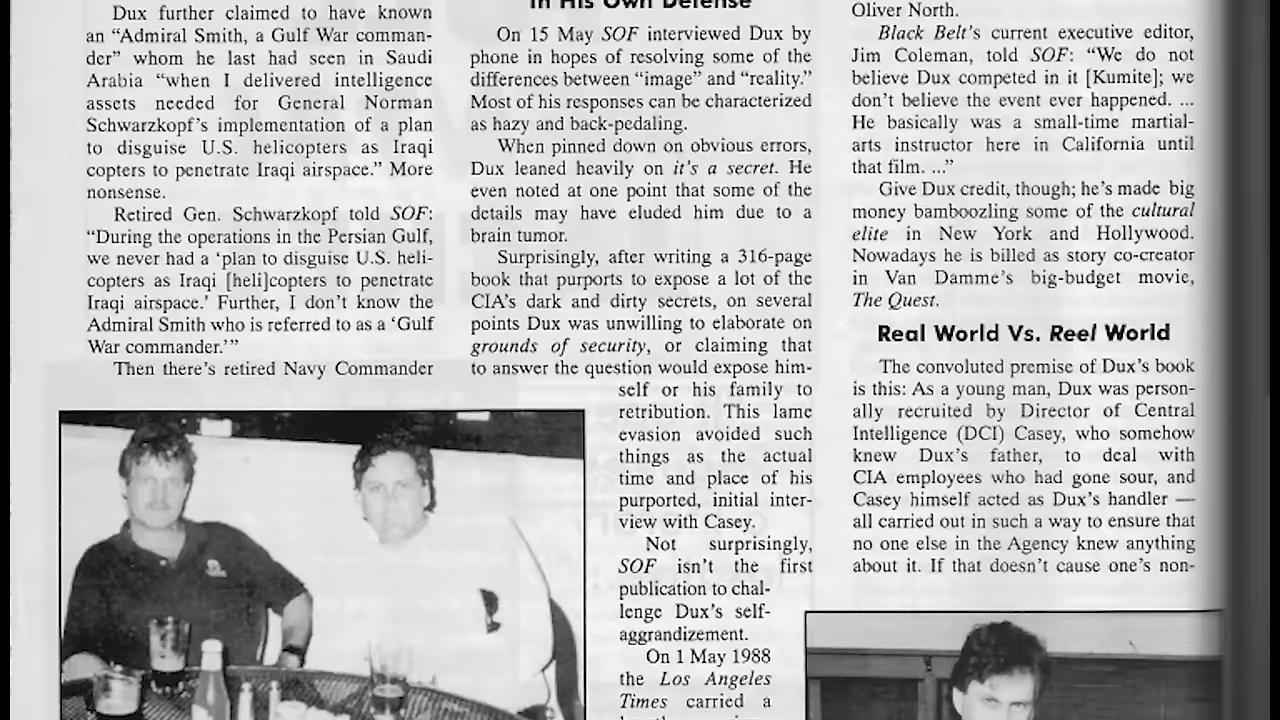 Dux further claimed to have known
an “Admiral Smith, a Gulf War comman-
der” whom he last had seen in Saudi
Arabia “when I delivered intelligence
assets needed for General Norman
Schwarzkopf’s implementation of a plan
to disguise U.S. helicopters as Iraqi
copters to penetrate Iraqi airspace.” More
nonsense.
Retired Gen. Schwarzkopf told SOF:
“During the operations in the Persian Gulf,
we never had a ‘plan to disguise U.S. heli-
copters as Iraqi [heli]copters to penetrate
Iraqi airspace.’ Further, I don’t know the
Admiral Smith who is referred to as a ‘Gulf
War commander.’”
Then there’s retired Navy Commander
In His Own Defense
On 15 May SOF interviewed Dux by
phone in hopes of resolving some of the
differences between “image” and “reality.”
Most of his responses can be characterized
as hazy and back-pedaling.
When pinned down on obvious errors,
Dux leaned heavily on it’s a secret. He
even noted at one point that some of the
details may have eluded him due to a
brain tumor.
Surprisingly, after writing a 316-page
book that purports to expose a lot of the
CIA’s dark and dirty secrets, on several
points Dux was unwilling to elaborate on
grounds of security, or claiming that
to answer the question would expose him-
self or his family to
retribution. This lame
evasion avoided such
things as the actual
time and place of his
purported, initial inter-
view with Casey.
Not surprisingly,
SOF isn’t the first
publication to chal-
lenge Dux’s self-
aggrandizement.
On 1 May 1988
the Los Angeles
Times carried a
Oliver North.
Black Belt’s current executive editor,
Jim Coleman, told SOF: “We do not
believe Dux competed in it [Kumite]; we
don’t believe the event ever happened. ...
He basically was a small-time martial-
arts instructor here in California until
that film. ...”
Give Dux credit, though; he’s made big
money bamboozling some of the cultural
elite in New York and Hollywood.
Nowadays he is billed as story co-creator
in Van Damme’s big-budget movie,
The Quest.
Real World Vs. Reel World
The convoluted premise of Dux’s book
is this: As a young man, Dux was person-
ally recruited by Director of Central
Intelligence (DCI) Casey, who somehow
knew Dux’s father, to deal with
CIA employees who had gone sour, and
Casey himself acted as Dux’s handler —
all carried out in such a way to ensure that
no one else in the Agency knew anything
about it. If that doesn’t cause one’s non-